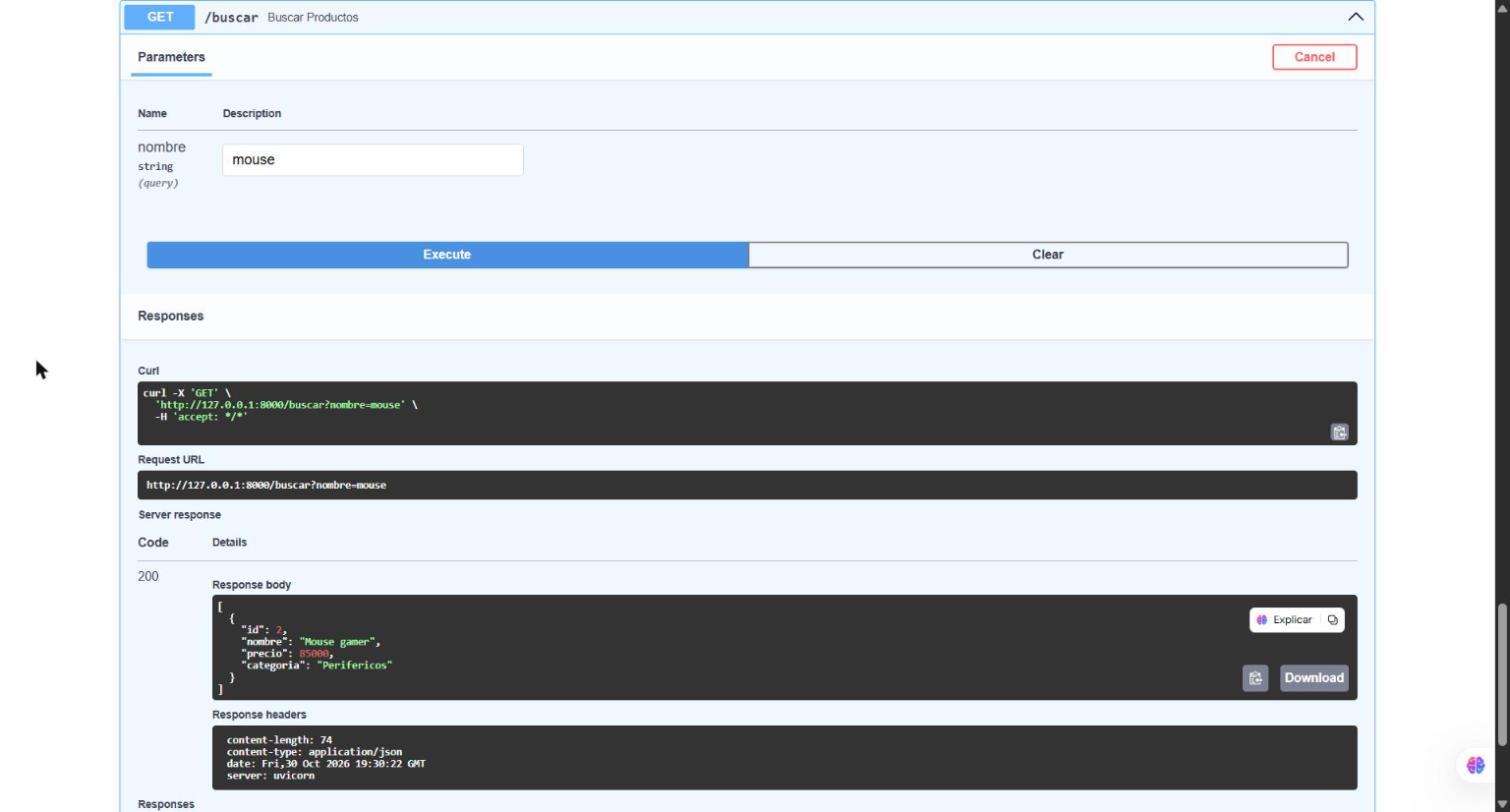 GET /buscar Buscar Productos
Parameters
Cancel
Name Description
nombre
string
(query)
mouse
Execute Clear
Responses
Curl
curl -X 'GET' \
'http://127.0.0.1:8000/buscar?nombre=mouse' \
-H 'accept: */*'
Request URL
http://127.0.0.1:8000/buscar?nombre=mouse
Server response
Code Details
200
Response body
[
{
"id": 2,
"nombre": "Mouse gamer",
"precio": 85000,
"categoria": "Perifericos"
}
]
Explicar
Download
Response headers
content-length: 74
content-type: application/json
date: Fri,30 Oct 2026 19:30:22 GMT
server: uvicorn
Responses